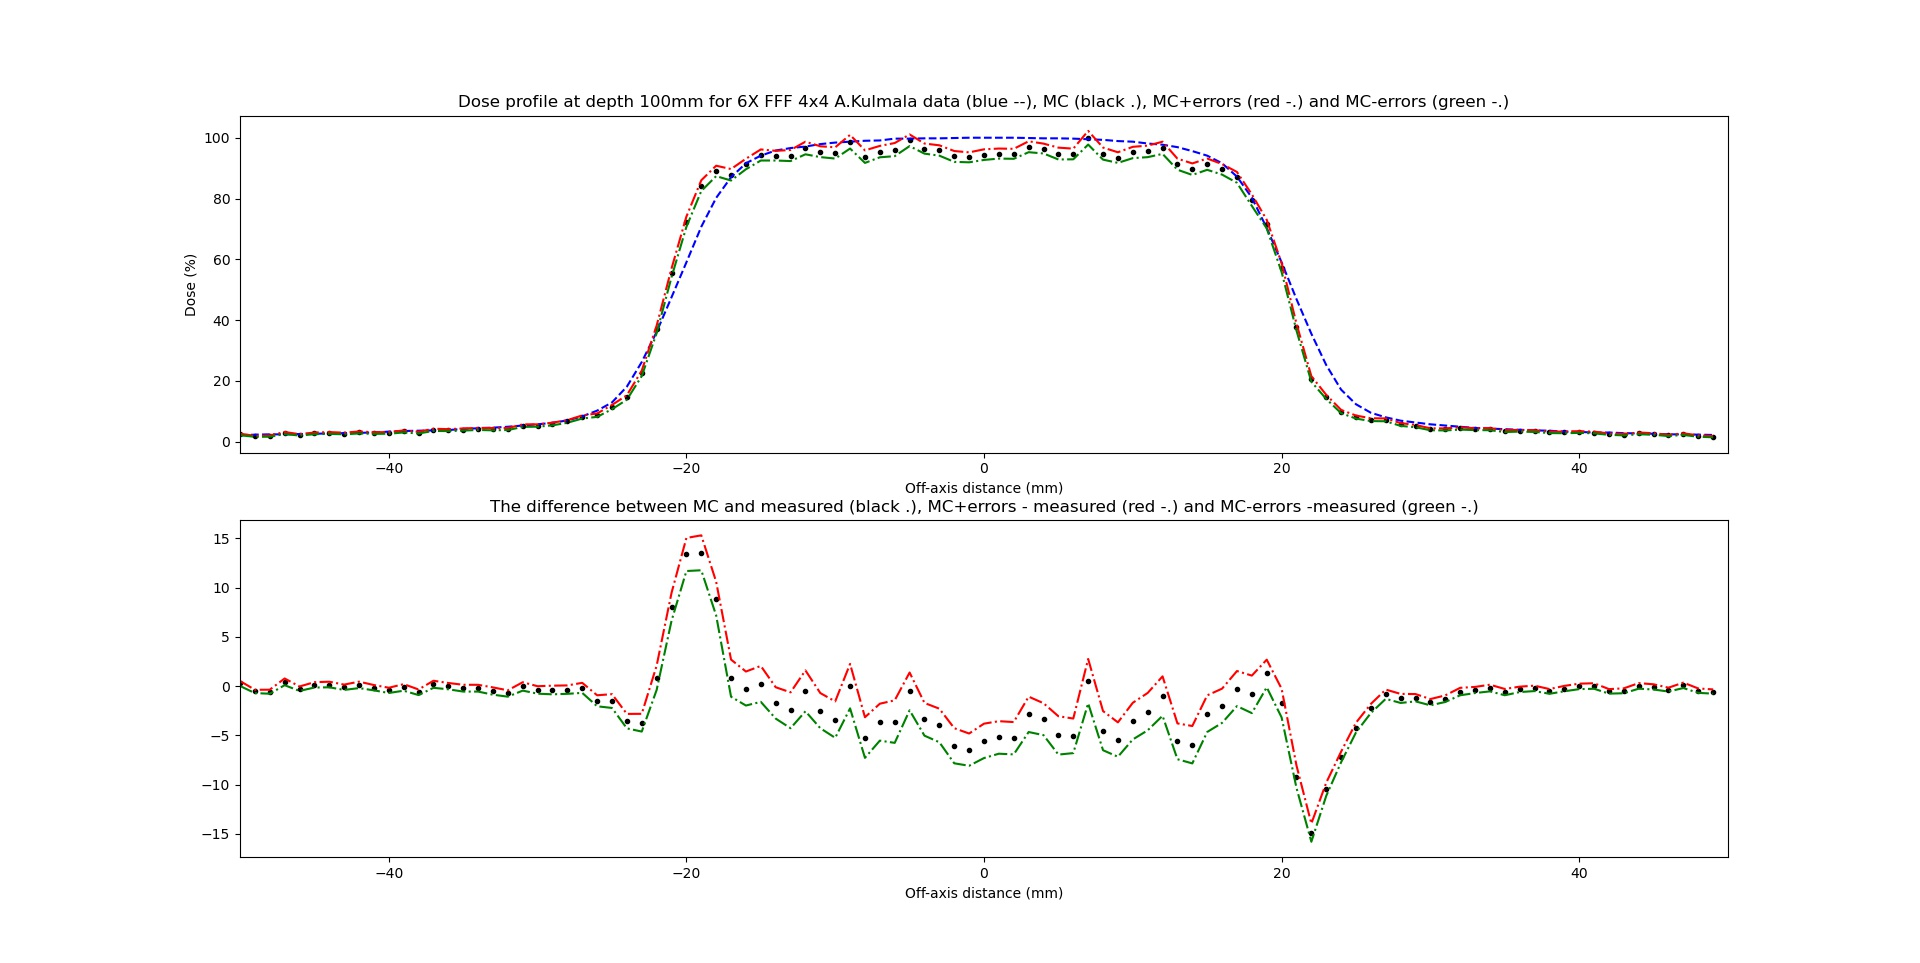 Dose profile at depth 100mm for 6X FFF 4x4 A.Kulmala data (blue --), MC (black .), MC+errors (red -.) and MC-errors (green -.)
Dose (%)
100
80
60
40
20
0
−40 −20 0 20 40
Off-axis distance (mm)
The difference between MC and measured (black .), MC+errors - measured (red -.) and MC-errors -measured (green -.)
15
10
5
0
−5
−10
−15
−40 −20 0 20 40
Off-axis distance (mm)